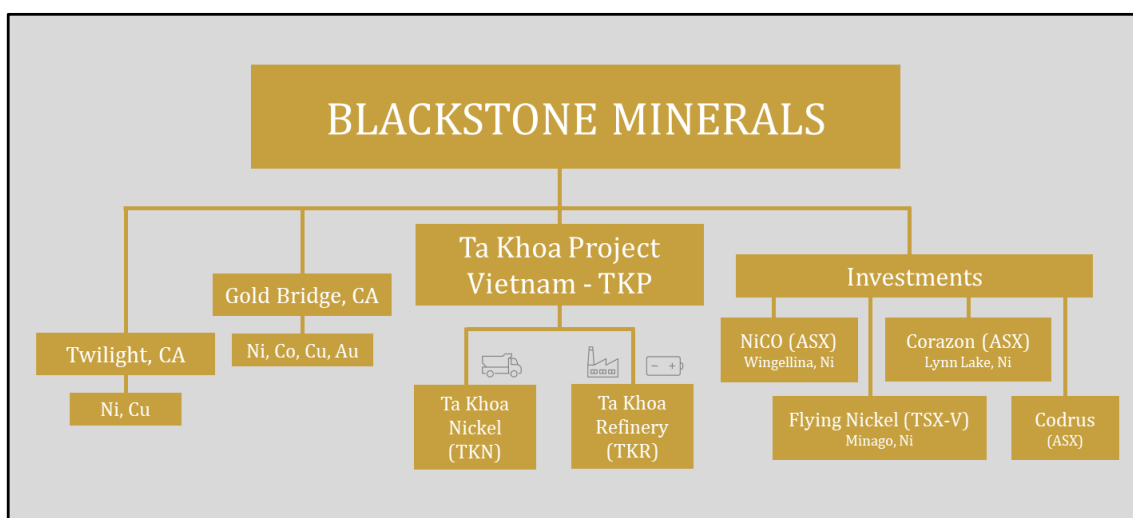 BLACKSTONE MINERALS
Twilight, CA
Ni, Cu
Gold Bridge, CA
Ni, Co, Cu, Au
Ta Khoa Project
Vietnam - TKP
Ta Khoa
Nickel
(TKN)
Ta Khoa
Refinery
(TKR)
Investments
NiCO (ASX)
Wingellina, Ni
Corazon (ASX)
Lynn Lake, Ni
Flying Nickel (TSX-V)
Minago, Ni
Codrus
(ASX)